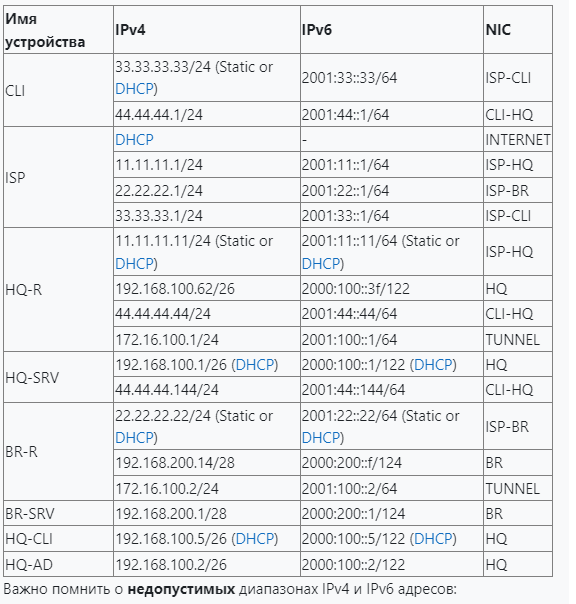 Имя устройства IPv4 IPv6 NIC
CLI
33.33.33.33/24 (Static or DHCP) 2001:33::33/64 ISP-CLI
44.44.44.1/24 2001:44::1/64 CLI-HQ
ISP
DHCP - INTERNET
11.11.11.1/24 2001:11::1/64 ISP-HQ
22.22.22.1/24 2001:22::1/64 ISP-BR
33.33.33.1/24 2001:33::1/64 ISP-CLI
HQ-R
11.11.11.11/24 (Static or DHCP) 2001:11::11/64 (Static or DHCP) ISP-HQ
192.168.100.62/26 2000:100::3f/122 HQ
44.44.44.44/24 2001:44::44/64 CLI-HQ
172.16.100.1/24 2001:100::1/64 TUNNEL
HQ-SRV
192.168.100.1/26 (DHCP) 2000:100::1/122 (DHCP) HQ
44.44.44.144/24 2001:44::144/64 CLI-HQ
BR-R
22.22.22.22/24 (Static or DHCP) 2001:22::22/64 (Static or DHCP) ISP-BR
192.168.200.14/28 2000:200::f/124 BR
172.16.100.2/24 2001:100::2/64 TUNNEL
BR-SRV 192.168.200.1/28 2000:200::1/124 BR
HQ-CLI 192.168.100.5/26 (DHCP) 2000:100::5/122 (DHCP) HQ
HQ-AD 192.168.100.2/26 2000:100::2/122 HQ
Важно помнить о недопустимых диапазонах IPv4 и IPv6 адресов: